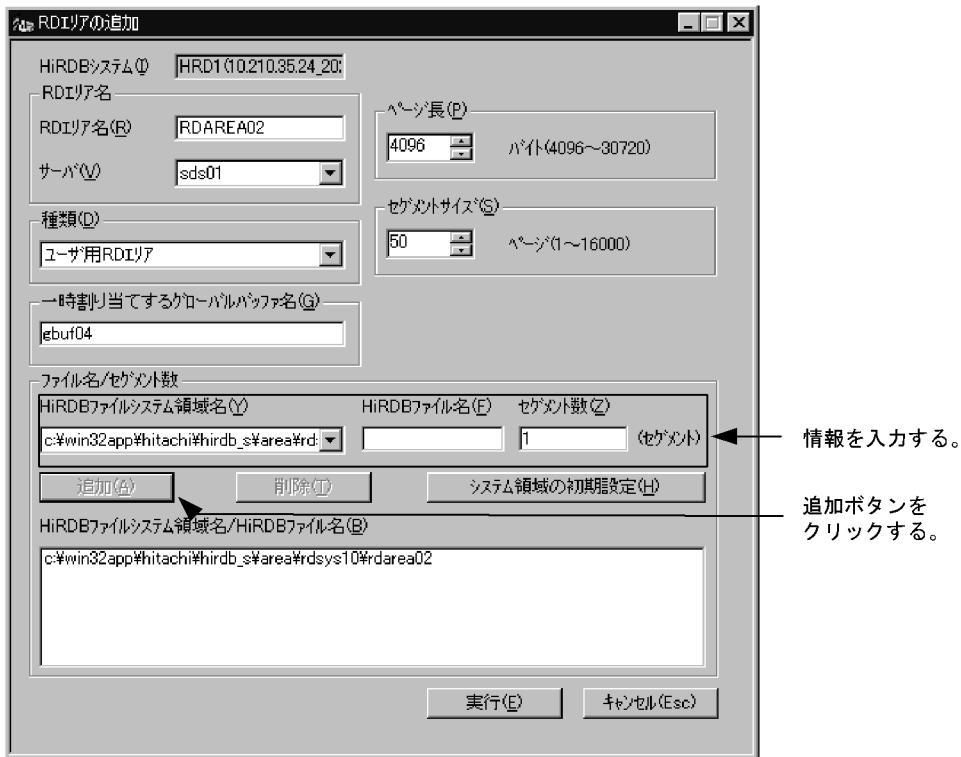 RDエリアの追加
HiRDBシステム(I)
HRD1(10.210.35.24_20
RDエリア名
RDエリア名(R)
RDAREA02
サーバ(V)
sds01
ページ長(P)
4096
バイト(4096～30720)
種類(D)
ユーザ用RDエリア
セグメントサイズ(S)
50
ページ(1～16000)
一時割り当てするグローバルバッファ名(G)
gbuf04
ファイル名/セグメント数
HiRDBファイルシステム領域名(Y)
HiRDBファイル名(F)
セグメント数(Z)
c:¥win32app¥hitachi¥hirdb_s¥area¥rd
1
(セグメント)
情報を入力する。
追加(A)
削除(T)
システム領域の初期設定(H)
追加ボタンを
クリックする。
HiRDBファイルシステム領域名/HiRDBファイル名(B)
c:¥win32app¥hitachi¥hirdb_s¥area¥rdsys10¥rdarea02
実行(E)
キャンセル(Esc)